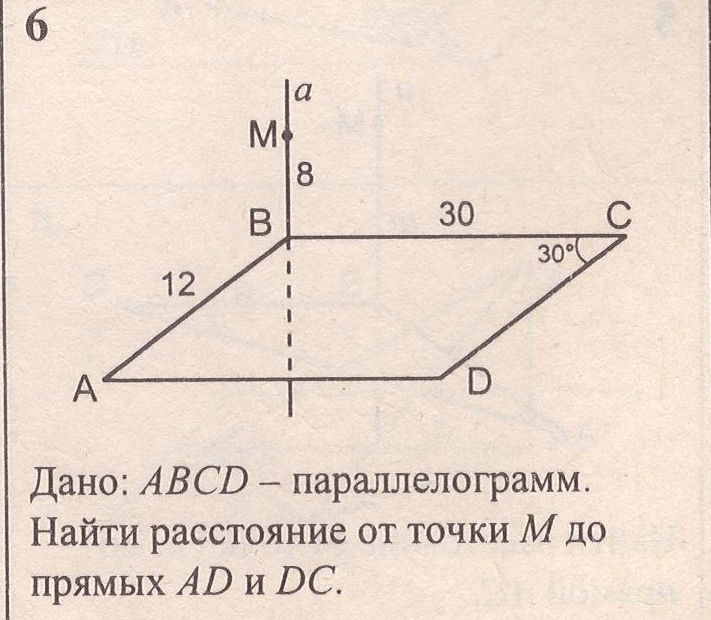 6
a
M
8
B
30
C
30°
12
A
D
Дано: ABCD – параллелограмм.
Найти расстояние от точки M до
прямых AD и DC.